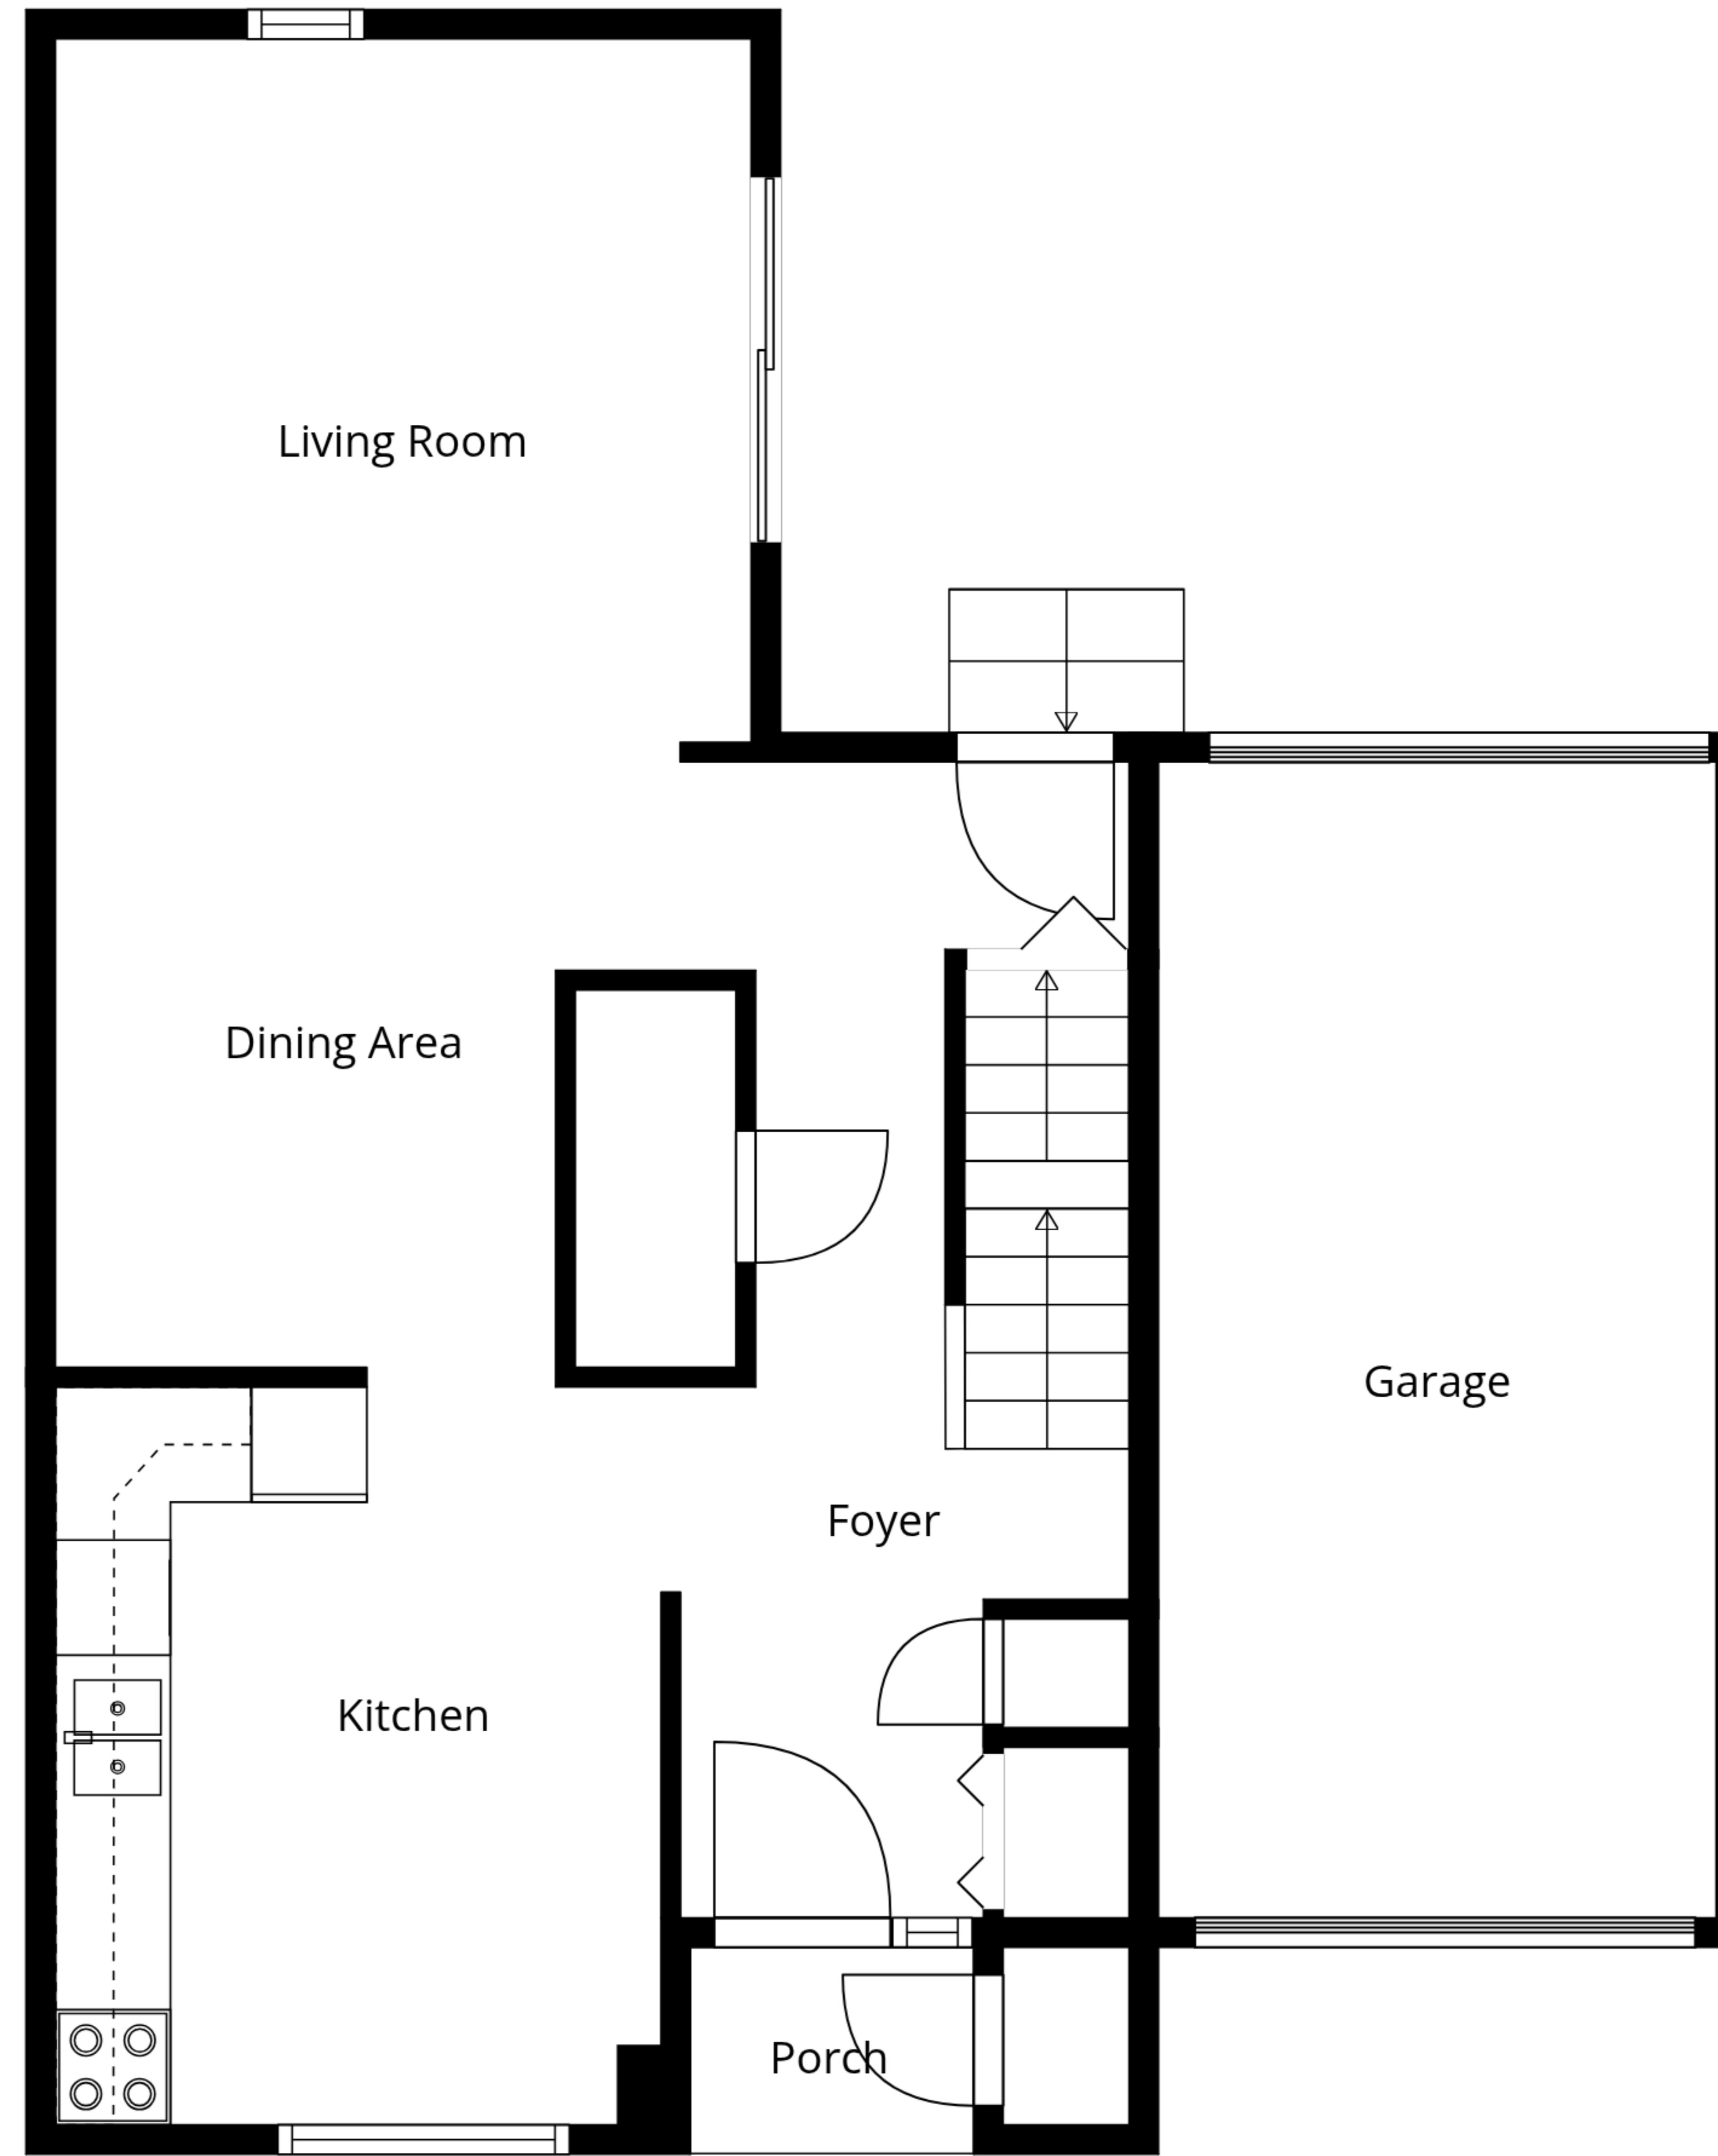 Living Room
Dining Area
Garage
Foyer
Kitchen
Porch